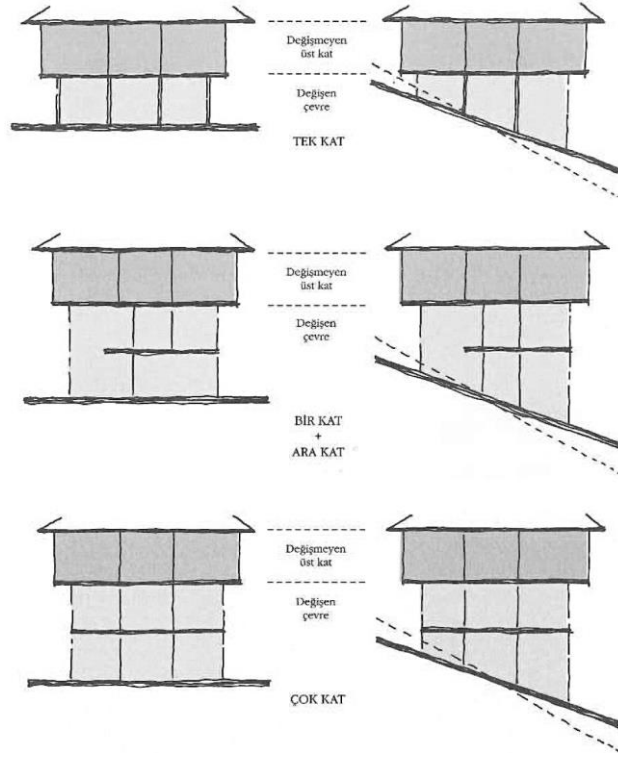 Değişmeyen
üst kat
Değişen
çevre
TEK KAT
Değişmeyen
üst kat
Değişen
çevre
BİR KAT
+
ARA KAT
Değişmeyen
üst kat
Değişen
çevre
ÇOK KAT